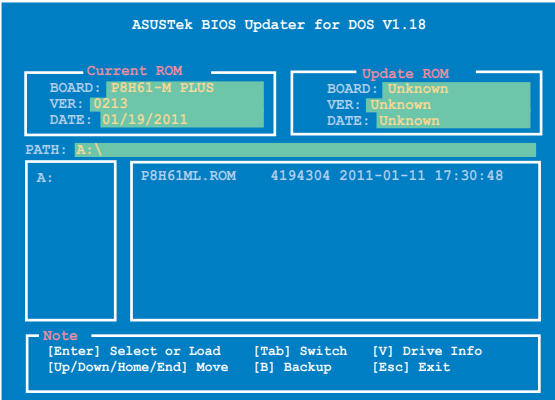 ASUSTek BIOS Updater for DOS V1.18
Current ROM
BOARD: P8H61-M PLUS
VER: 0213
DATE: 01/19/2011
Update ROM
BOARD: Unknown
VER: Unknown
DATE: Unknown
PATH: A:\
A:
P8H61ML.ROM 4194304 2011-01-11 17:30:48
Note
[Enter] Select or Load [Tab] Switch [V] Drive Info
[Up/Down/Home/End] Move [B] Backup [Esc] Exit